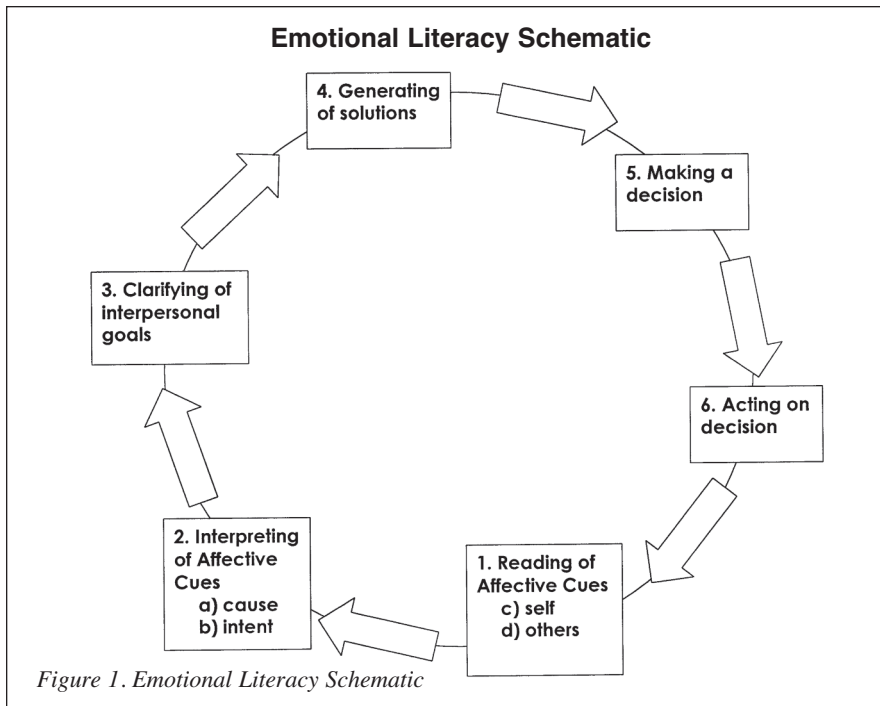 Emotional Literacy Schematic
4. Generating
of solutions
5. Making a
decision
3. Clarifying of
interpersonal
goals
6. Acting on
decision
2. Interpreting
of Affective
Cues
a) cause
b) intent
1. Reading of
Affective Cues
c) self
d) others
Figure 1. Emotional Literacy Schematic